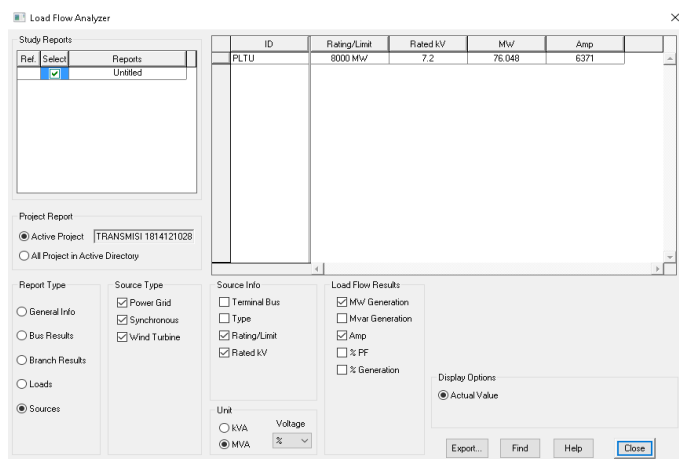 Load Flow Analyzer
Study Reports
Ref. Select Reports
Untitled
ID Rating/Limit Rated kV MW Amp
PLTU 8000 MW 7.2 76.048 6371
Project Report
Active Project TRANSMISI 1814121028
All Project in Active Directory
Report Type
General Info
Bus Results
Branch Results
Loads
Sources
Source Type
Power Grid
Synchronous
Wind Turbine
Source Info
Terminal Bus
Type
Rating/Limit
Rated kV
Unit
kVA
MVA
Voltage
%
Load Flow Results
MW Generation
Mvar Generation
Amp
% PF
% Generation
Display Options
Actual Value
Export... Find Help Close